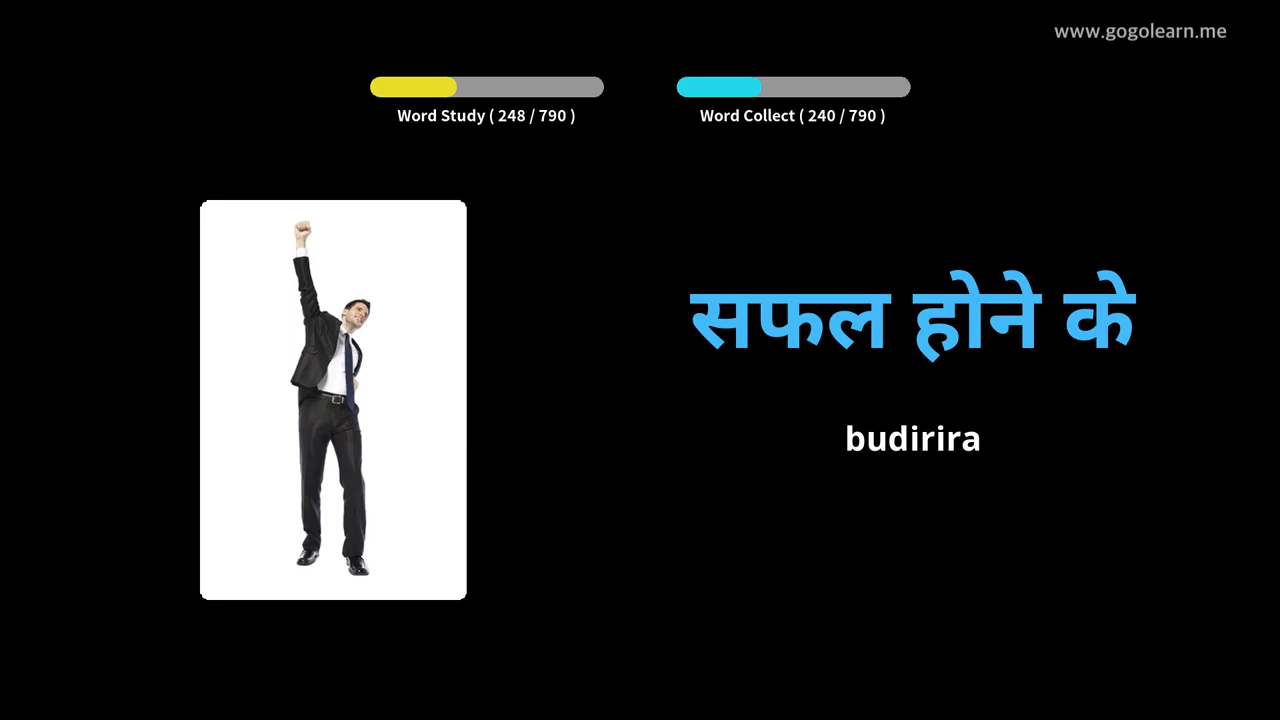 www.gogolearn.me
Word Study ( 248 / 790 )
Word Collect ( 240 / 790 )
सफल होने के
budirira